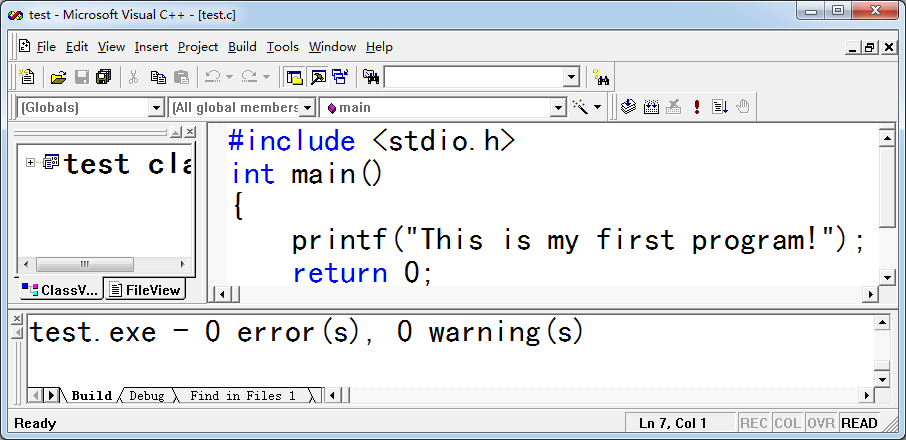 test - Microsoft Visual C++ - [test.c]
File Edit View Insert Project Build Tools Window Help
(Globals) (All global members main
#include <stdio.h>
int main()
{
printf("This is my first program!");
return 0;
test cla
ClassV... FileView
test.exe - 0 error(s), 0 warning(s)
Build Debug Find in Files 1
Ready Ln 7, Col 1 REC COL OVR READ